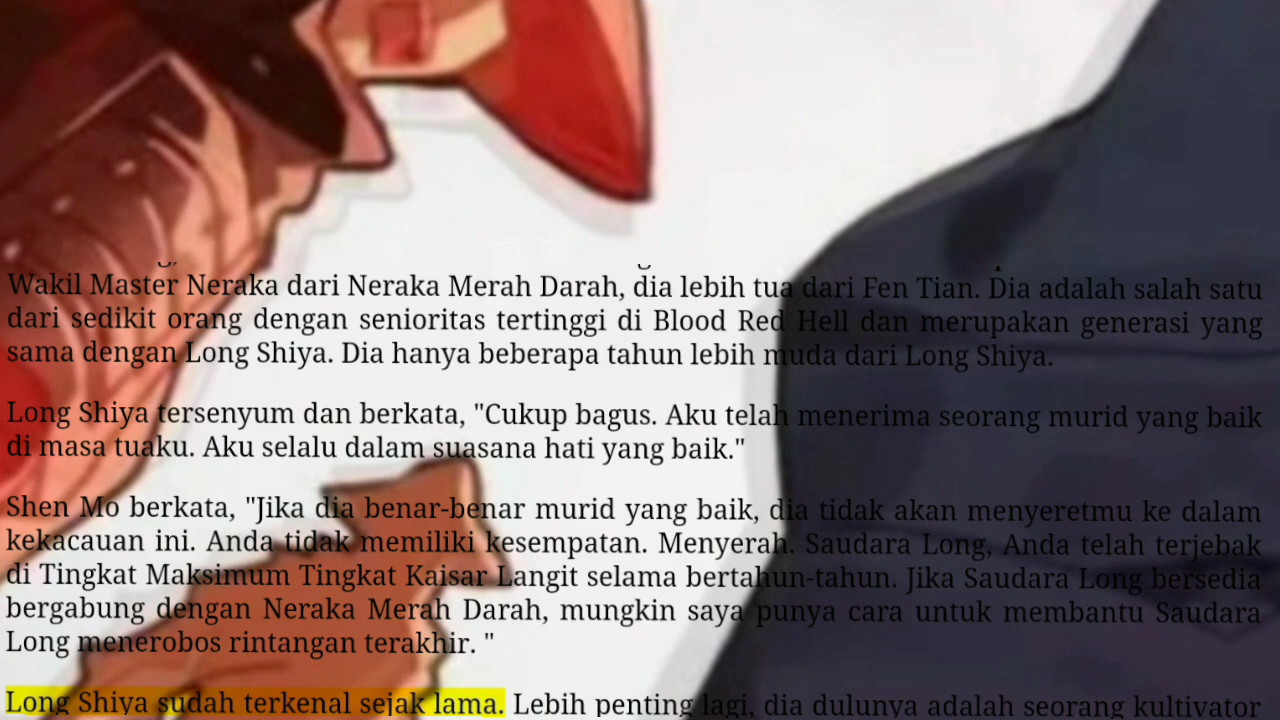 Wakil Master Neraka dari Neraka Merah Darah, dia lebih tua dari Fen Tian. Dia adalah salah satu
dari sedikit orang dengan senioritas tertinggi di Blood Red Hell dan merupakan generasi yang
sama dengan Long Shiya. Dia hanya beberapa tahun lebih muda dari Long Shiya.
Long Shiya tersenyum dan berkata, "Cukup bagus. Aku telah menerima seorang murid yang baik
di masa tuaku. Aku selalu dalam suasana hati yang baik."
Shen Mo berkata, "Jika dia benar-benar murid yang baik, dia tidak akan menyeretmu ke dalam
kekacauan ini. Anda tidak memiliki kesempatan. Menyerah. Saudara Long, Anda telah terjebak
di Tingkat Maksimum Tingkat Kaisar Langit selama bertahun-tahun. Jika Saudara Long bersedia
bergabung dengan Neraka Merah Darah, mungkin saya punya cara untuk membantu Saudara
Long menerobos rintangan terakhir. "
Long Shiya sudah terkenal sejak lama. Lebih penting lagi, dia dulunya adalah seorang kultivator